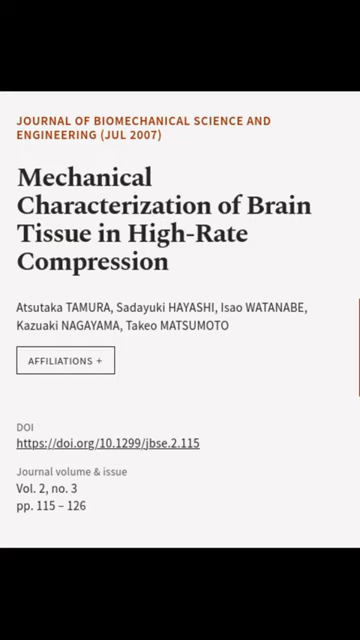 JOURNAL OF BIOMECHANICAL SCIENCE AND
ENGINEERING (JUL 2007)
Mechanical
Characterization of Brain
Tissue in High-Rate
Compression
Atsutaka TAMURA, Sadayuki HAYASHI, Isao WATANABE,
Kazuaki NAGAYAMA, Takeo MATSUMOTO
AFFILIATIONS +
DOI
https://doi.org/10.1299/jbse.2.115
Journal volume & issue
Vol. 2, no. 3
pp. 115 – 126